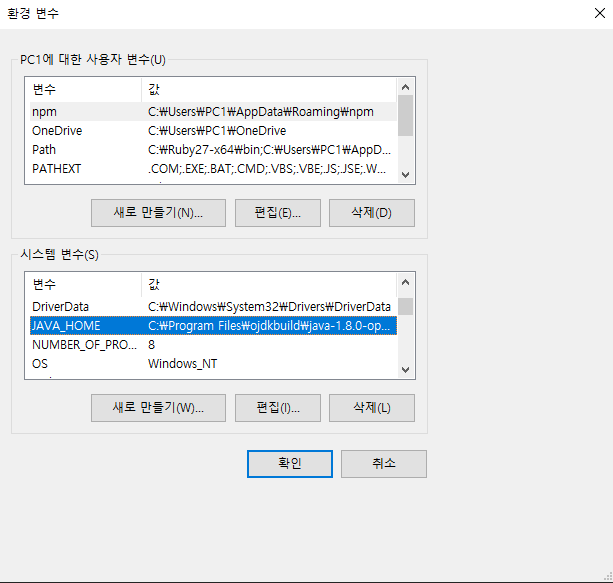 환경 변수
PC1에 대한 사용자 변수(U)
변수 값
npm C:₩Users₩PC1₩AppData₩Roaming₩npm
OneDrive C:₩Users₩PC1₩OneDrive
Path C:₩Ruby27-x64₩bin;C:₩Users₩PC1₩AppD...
PATHEXT .COM;.EXE;.BAT;.CMD;.VBS;.VBE;.JS;.JSE;.W...
새로 만들기(N)... 편집(E)... 삭제(D)
시스템 변수(S)
변수 값
DriverData C:₩Windows₩System32₩Drivers₩DriverData
JAVA_HOME C:₩Program Files₩ojdkbuild₩java-1.8.0-op...
NUMBER_OF_PRO... 8
OS Windows_NT
새로 만들기(W)... 편집(I)... 삭제(L)
확인 취소